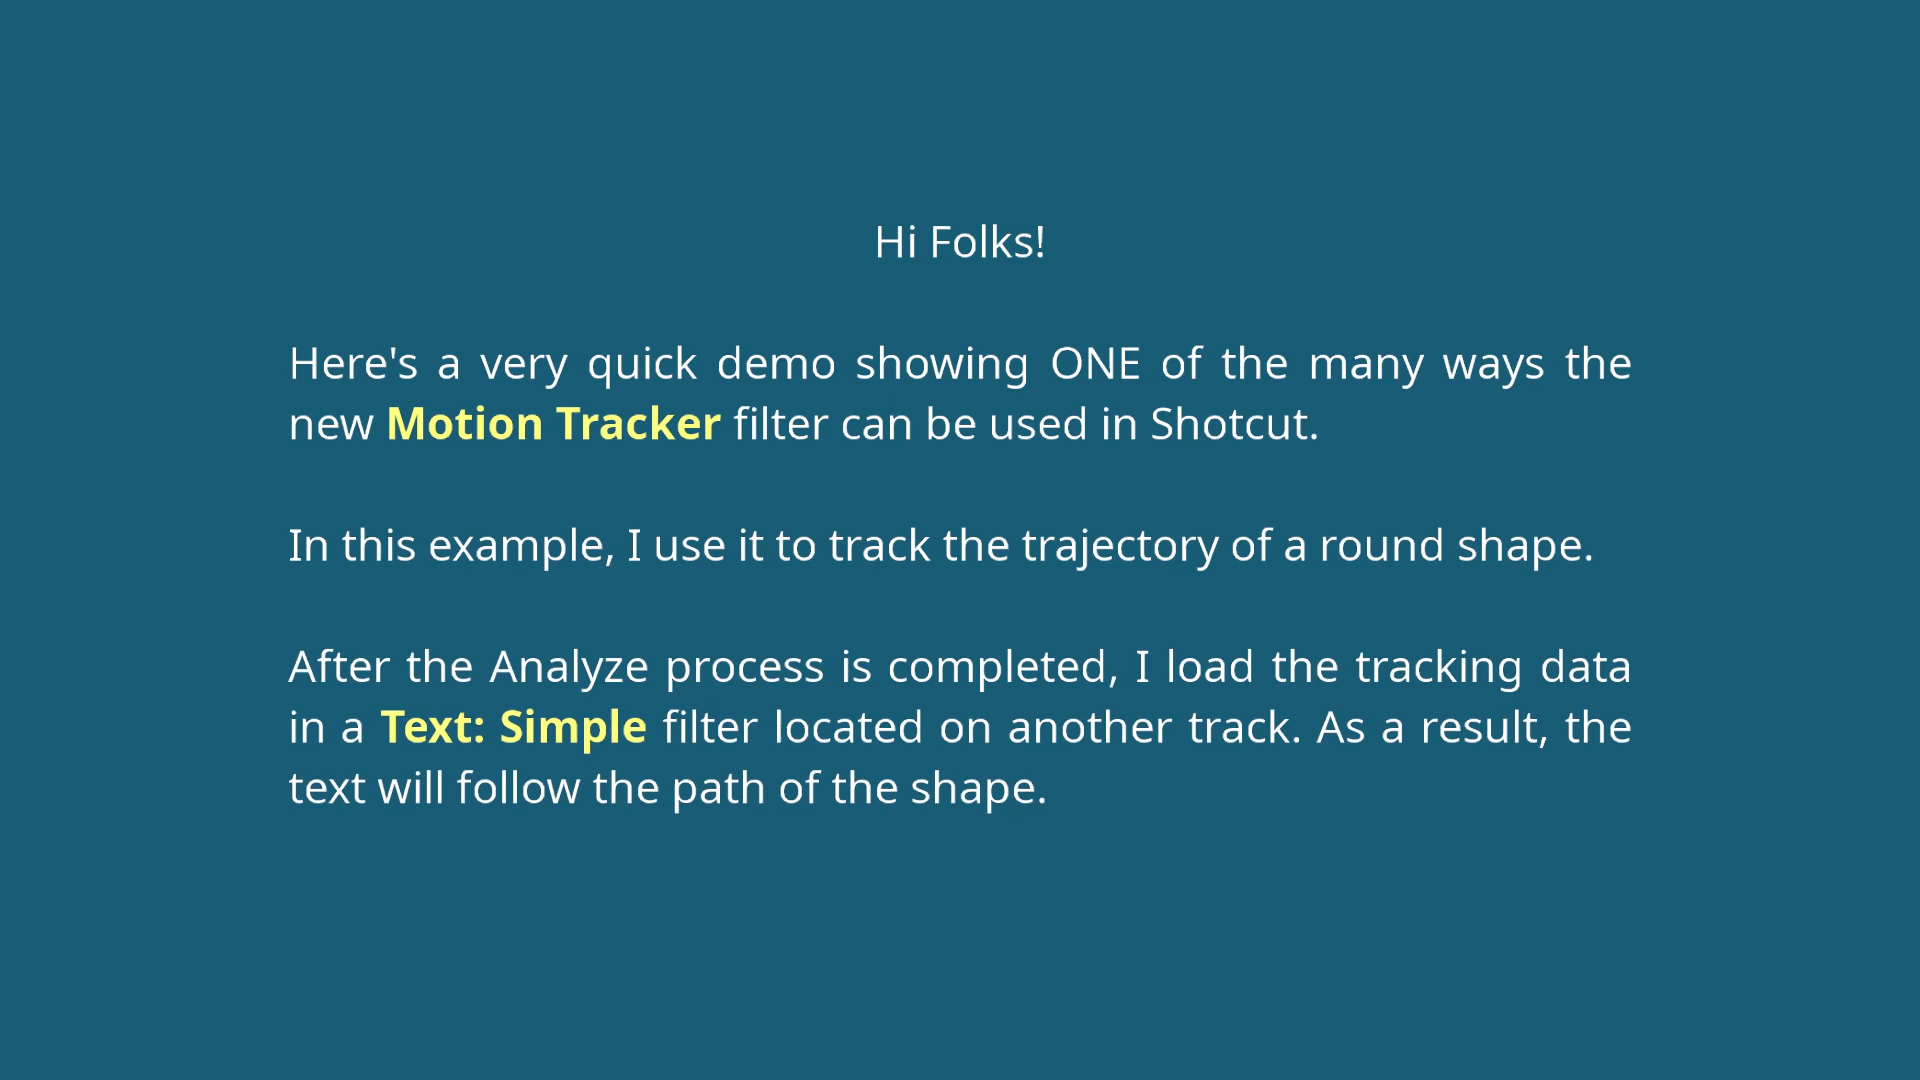 Hi Folks!
Here's a very quick demo showing ONE of the many ways the
new Motion Tracker filter can be used in Shotcut.
In this example, I use it to track the trajectory of a round shape.
After the Analyze process is completed, I load the tracking data
in a Text: Simple filter located on another track. As a result, the
text will follow the path of the shape.